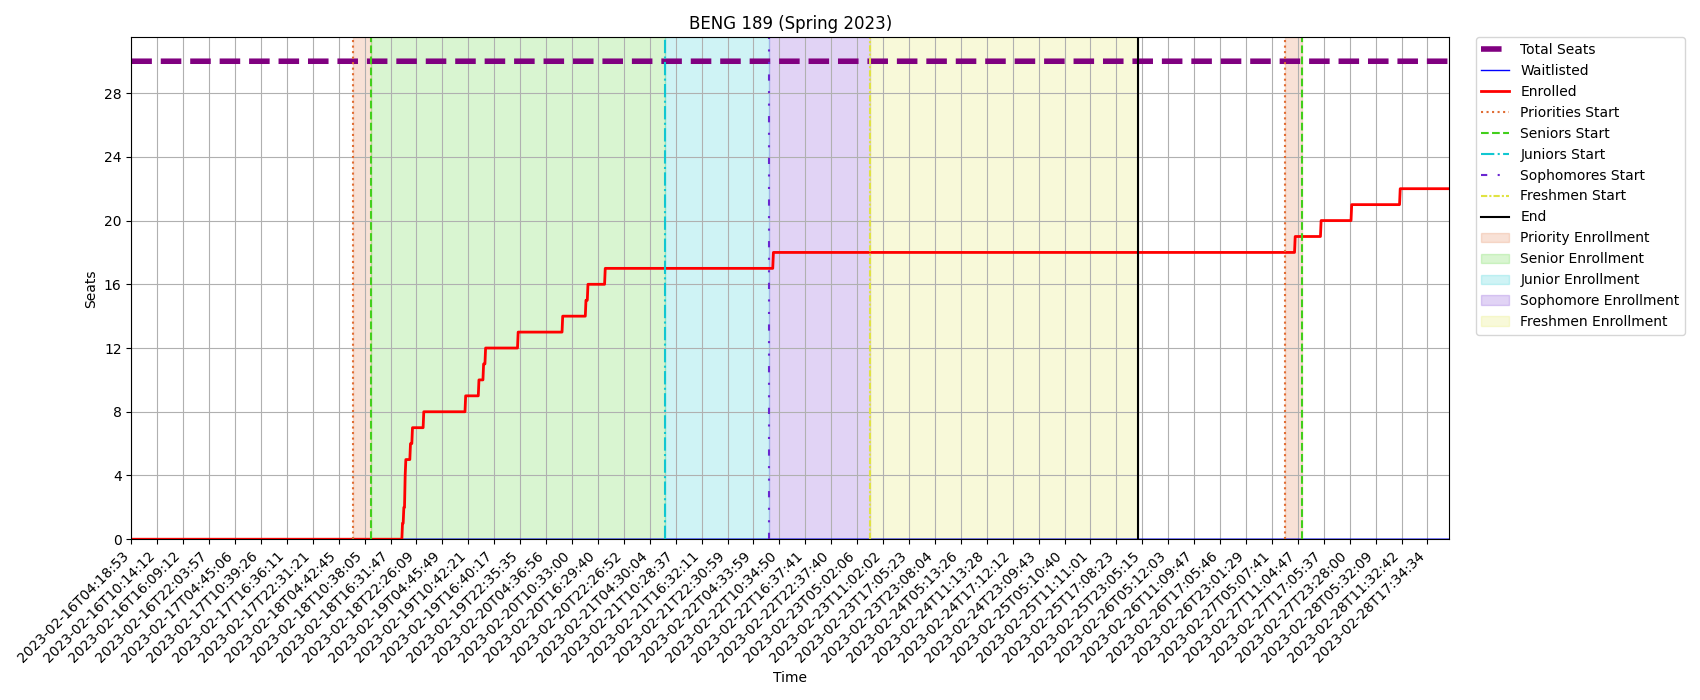 BENG 189 (Spring 2023)
Seats
28
24
20
16
12
8
4
0
2023-02-16T04:18:53
2023-02-16T10:14:12
2023-02-16T16:09:12
2023-02-16T22:03:57
2023-02-17T04:45:06
2023-02-17T10:39:26
2023-02-17T16:36:11
2023-02-17T22:31:21
2023-02-18T04:42:45
2023-02-18T10:38:05
2023-02-18T16:31:47
2023-02-18T22:26:09
2023-02-19T04:45:49
2023-02-19T10:42:21
2023-02-19T16:40:17
2023-02-19T22:35:35
2023-02-20T04:36:56
2023-02-20T10:33:00
2023-02-20T16:29:40
2023-02-20T22:26:52
2023-02-21T04:30:04
2023-02-21T10:28:37
2023-02-21T16:32:11
2023-02-21T22:30:59
2023-02-22T04:33:59
2023-02-22T10:34:50
2023-02-22T16:37:41
2023-02-22T22:37:40
2023-02-23T05:02:06
2023-02-23T11:02:02
2023-02-23T17:05:23
2023-02-23T23:08:04
2023-02-24T05:13:26
2023-02-24T11:13:28
2023-02-24T17:12:12
2023-02-24T23:09:43
2023-02-25T05:10:40
2023-02-25T11:11:01
2023-02-25T17:08:23
2023-02-25T23:05:15
2023-02-26T05:12:03
2023-02-26T11:09:47
2023-02-26T17:05:46
2023-02-26T23:01:29
2023-02-27T05:07:41
2023-02-27T11:04:47
2023-02-27T17:05:37
2023-02-27T23:28:00
2023-02-28T05:32:09
2023-02-28T11:32:42
2023-02-28T17:34:34
Time
Total Seats
Waitlisted
Enrolled
Priorities Start
Seniors Start
Juniors Start
Sophomores Start
Freshmen Start
End
Priority Enrollment
Senior Enrollment
Junior Enrollment
Sophomore Enrollment
Freshmen Enrollment